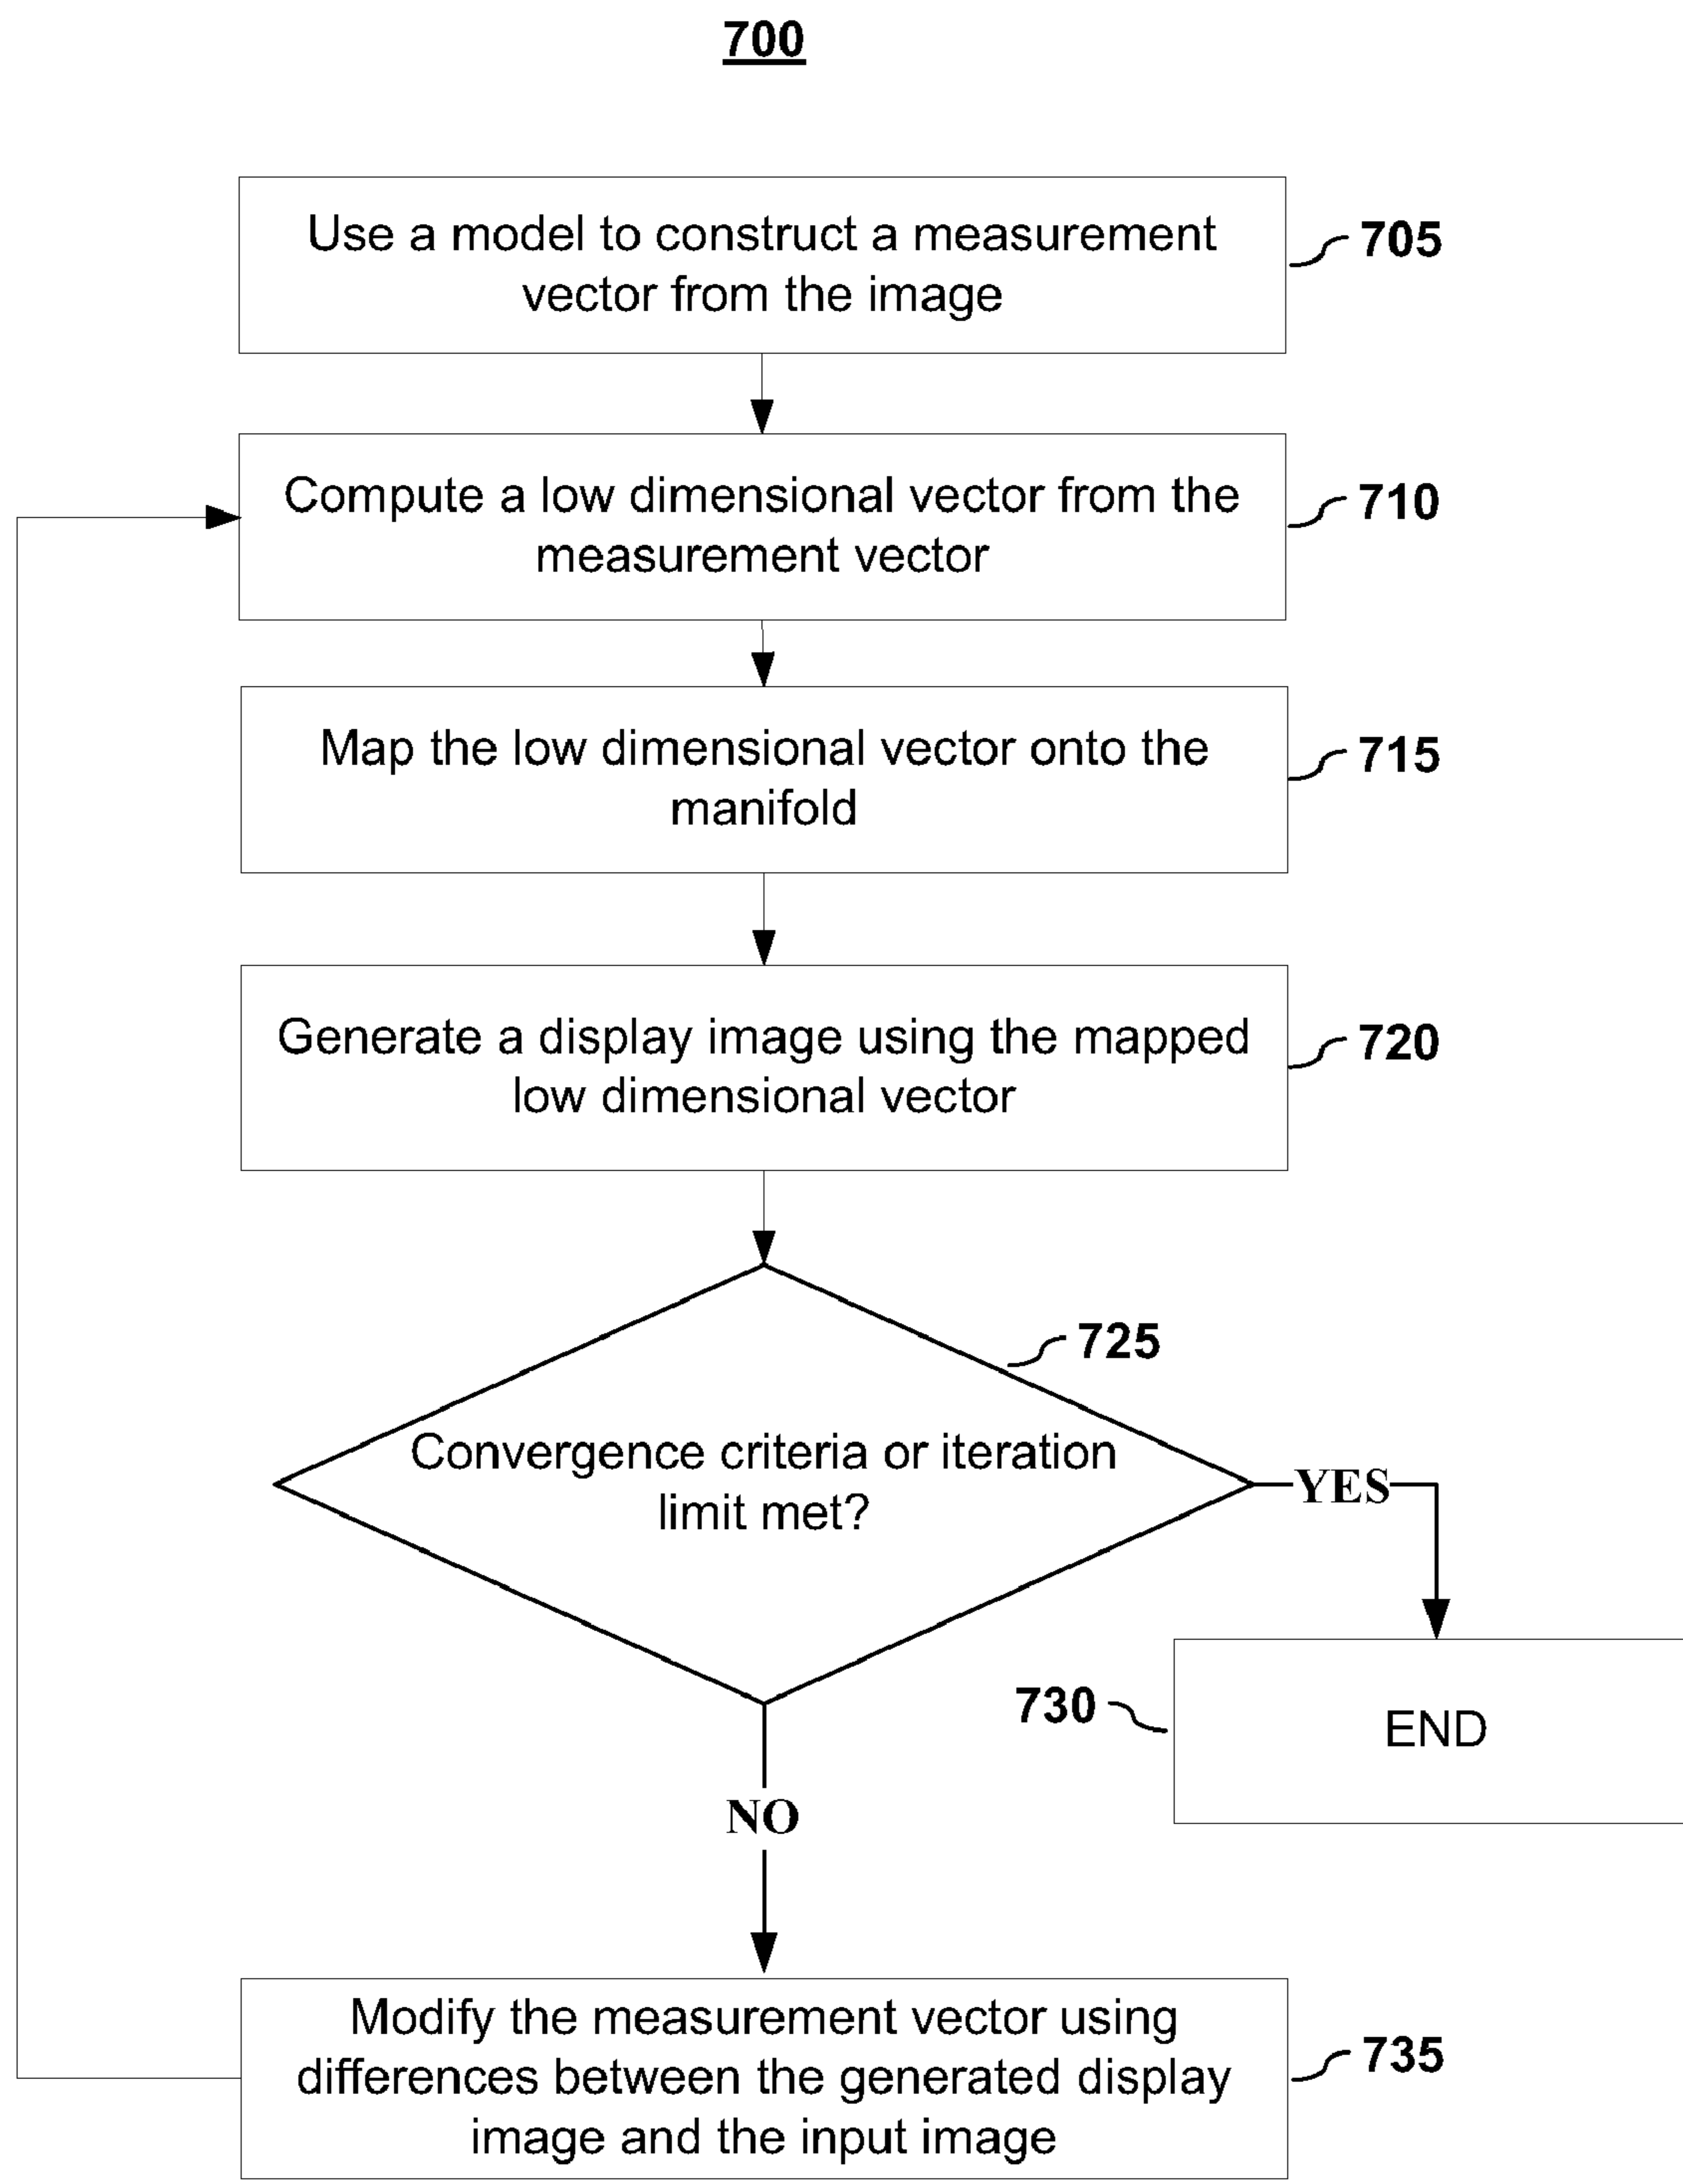 700
Use a model to construct a measurement
vector from the image
705
Compute a low dimensional vector from the
measurement vector
710
Map the low dimensional vector onto the
manifold
715
Generate a display image using the mapped
low dimensional vector
720
725
Convergence criteria or iteration
limit met?
YES
730
END
NO
Modify the measurement vector using
differences between the generated display
image and the input image
735